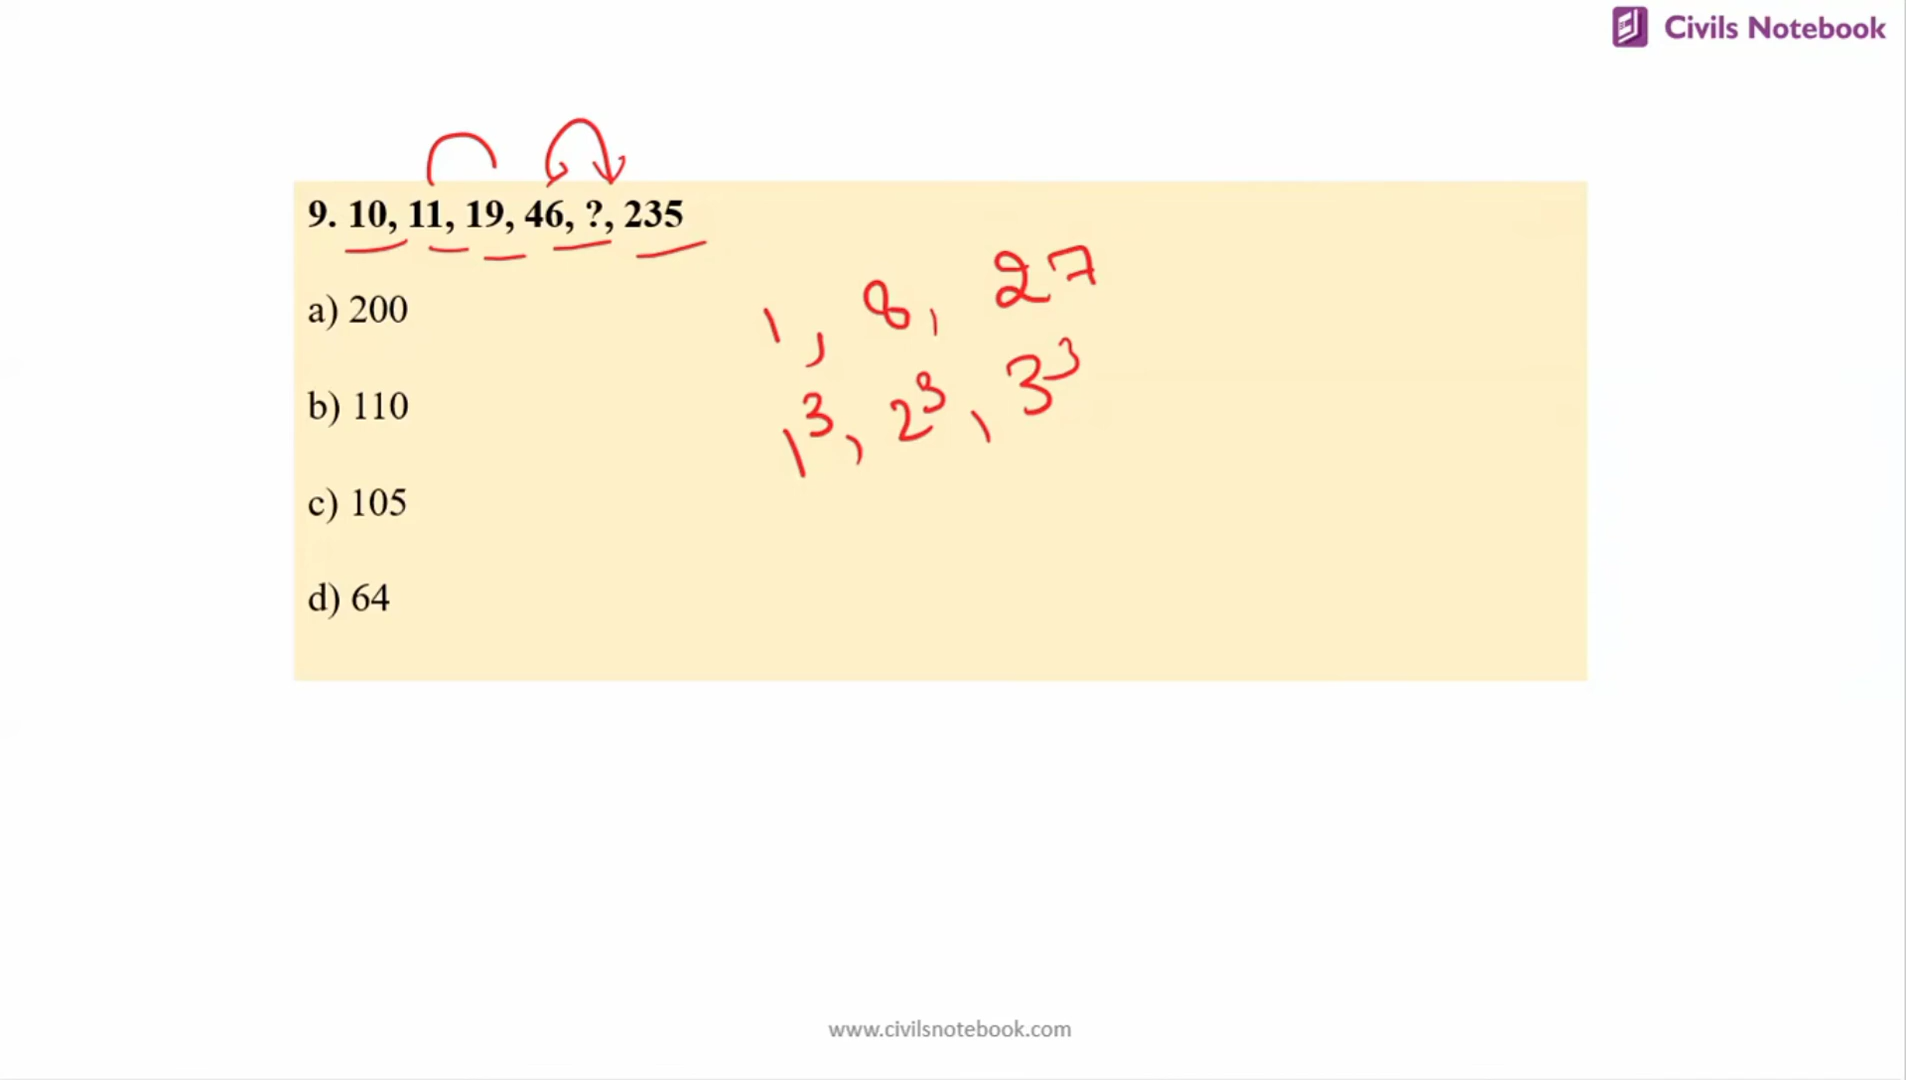 Civils Notebook
9. 10, 11, 19, 46, ?, 235
1, 8, 27
a) 200
1³, 2³, 3³
b) 110
c) 105
d) 64
www.civilsnotebook.com